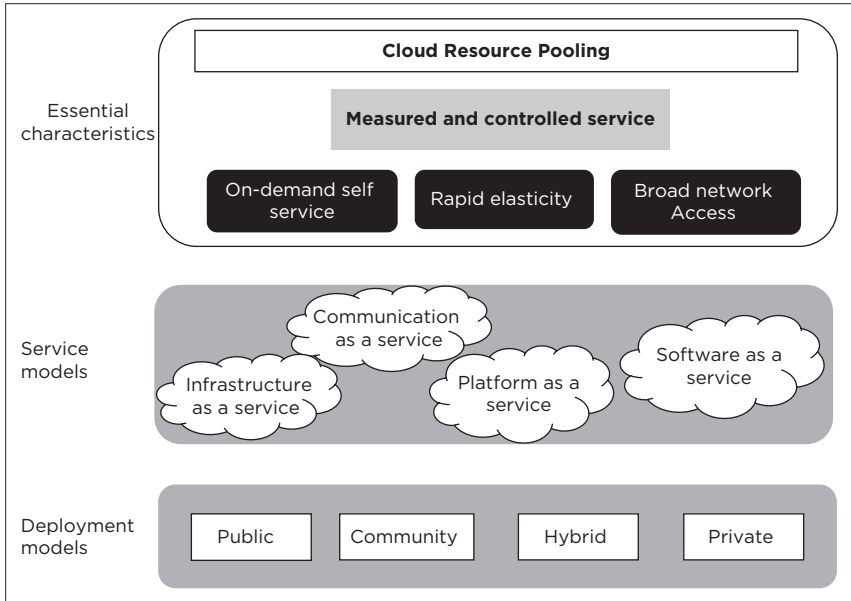 Cloud Resource Pooling
Essential
characteristics
Measured and controlled service
On-demand self
service
Rapid elasticity
Broad network
Access
Service
models
Communication
as a service
Infrastructure
as a service
Platform as a
service
Software as a
service
Deployment
models
Public
Community
Hybrid
Private